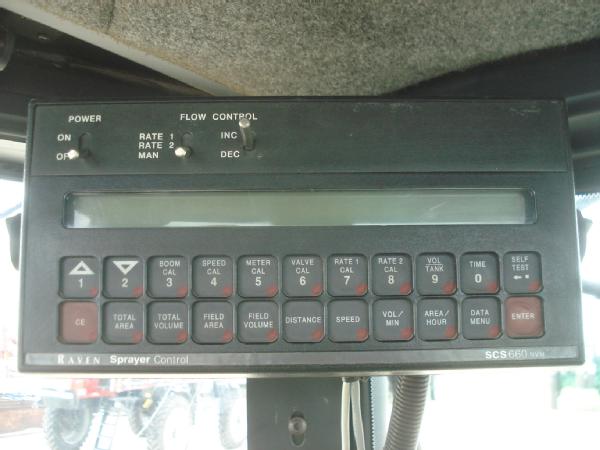 POWER FLOW CONTROL
ON RATE 1 INC
RATE 2
OFF MAN DEC
1 2 BOOM CAL 3 SPEED CAL 4 METER CAL 5 VALVE CAL 6 RATE 1 CAL 7 RATE 2 CAL 8 VOL TANK 9 TIME 0 SELF TEST
CE TOTAL AREA TOTAL VOLUME FIELD AREA FIELD VOLUME DISTANCE SPEED VOL/MIN AREA/HOUR DATA MENU ENTER
RAVEN Sprayer Control SCS 660 NVM